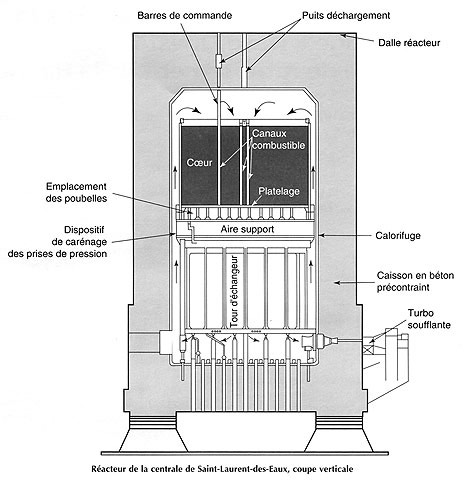 Barres de commande
Puits déchargement
Dalle réacteur
Canaux
combustible
Cœur
Platelage
Emplacement
des poubelles
Aire support
Dispositif
de carénage
des prises de pression
Calorifuge
Tour d'échangeur
Caisson en béton
précontraint
Turbo
soufflante
Réacteur de la centrale de Saint-Laurent-des-Eaux, coupe verticale